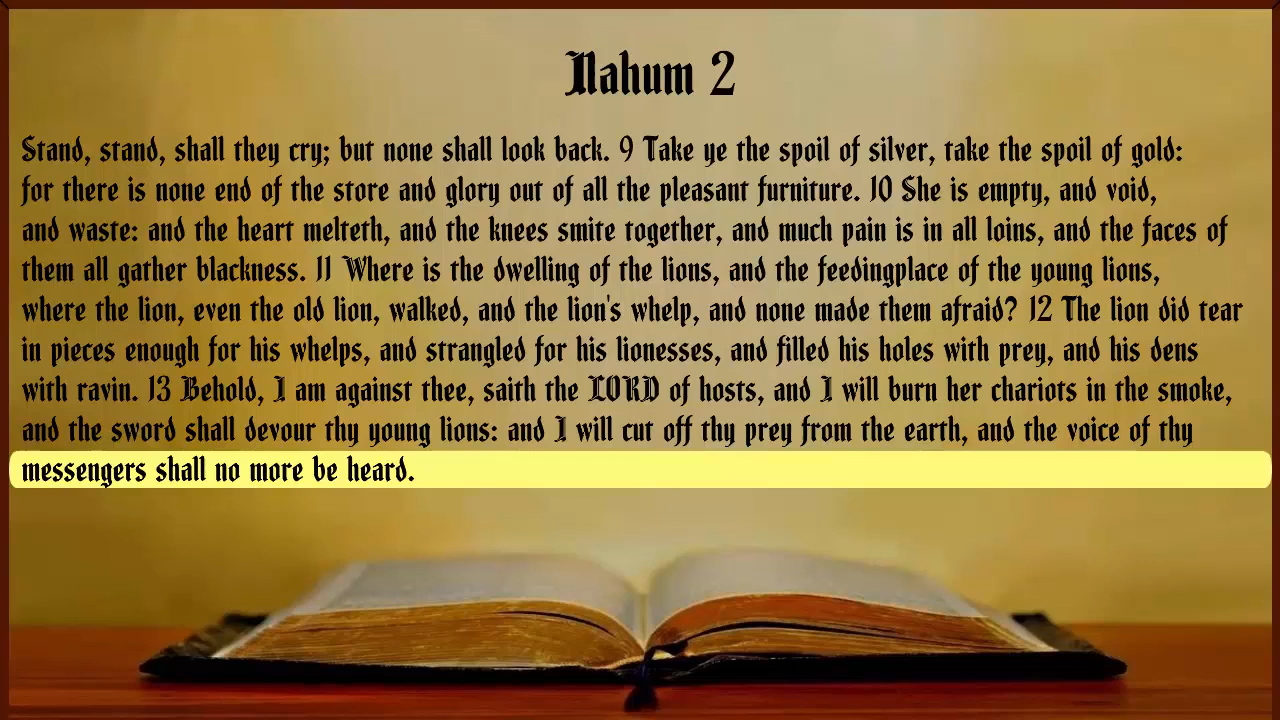 Nahum 2
Stand, stand, shall they cry; but none shall look back. 9 Take ye the spoil of silver, take the spoil of gold:
for there is none end of the store and glory out of all the pleasant furniture. 10 She is empty, and void,
and waste: and the heart melteth, and the knees smite together, and much pain is in all loins, and the faces of
them all gather blackness. 11 Where is the dwelling of the lions, and the feedingplace of the young lions,
where the lion, even the old lion, walked, and the lion's whelp, and none made them afraid? 12 The lion did tear
in pieces enough for his whelps, and strangled for his lionesses, and filled his holes with prey, and his dens
with ravin. 13 Behold, I am against thee, saith the LORD of hosts, and I will burn her chariots in the smoke,
and the sword shall devour thy young lions: and I will cut off thy prey from the earth, and the voice of thy
messengers shall no more be heard.